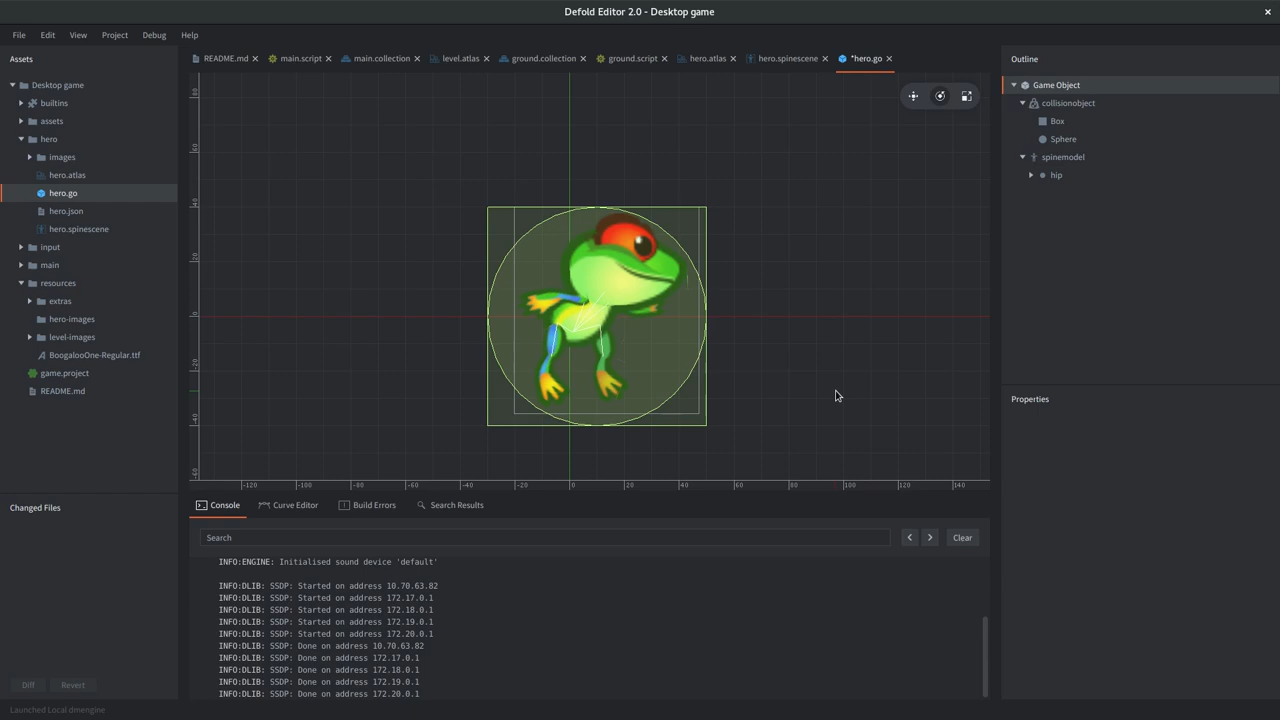 Defold Editor 2.0 - Desktop game
File Edit View Project Debug Help
Assets
Desktop game
builtins
assets
hero
images
hero.atlas
hero.go
hero.json
hero.spinescene
input
main
resources
extras
hero-images
level-images
BoogalooOne-Regular.ttf
game.project
README.md
Changed Files
Diff Revert
Launched Local dmengine
README.md main.script main.collection level.atlas ground.collection ground.script hero.atlas hero.spinescene *hero.go
80
60
40
20
0
-20
-40
-60
-120 -100 -80 -60 -40 -20 0 20 40 60 80 100 120 140
Console Curve Editor Build Errors Search Results
Search Clear
INFO:ENGINE: Initialised sound device 'default'
INFO:DLIB: SSDP: Started on address 10.70.63.82
INFO:DLIB: SSDP: Started on address 172.17.0.1
INFO:DLIB: SSDP: Started on address 172.18.0.1
INFO:DLIB: SSDP: Started on address 172.19.0.1
INFO:DLIB: SSDP: Started on address 172.20.0.1
INFO:DLIB: SSDP: Done on address 10.70.63.82
INFO:DLIB: SSDP: Done on address 172.17.0.1
INFO:DLIB: SSDP: Done on address 172.18.0.1
INFO:DLIB: SSDP: Done on address 172.19.0.1
INFO:DLIB: SSDP: Done on address 172.20.0.1
Outline
Game Object
collisionobject
Box
Sphere
spinemodel
hip
Properties